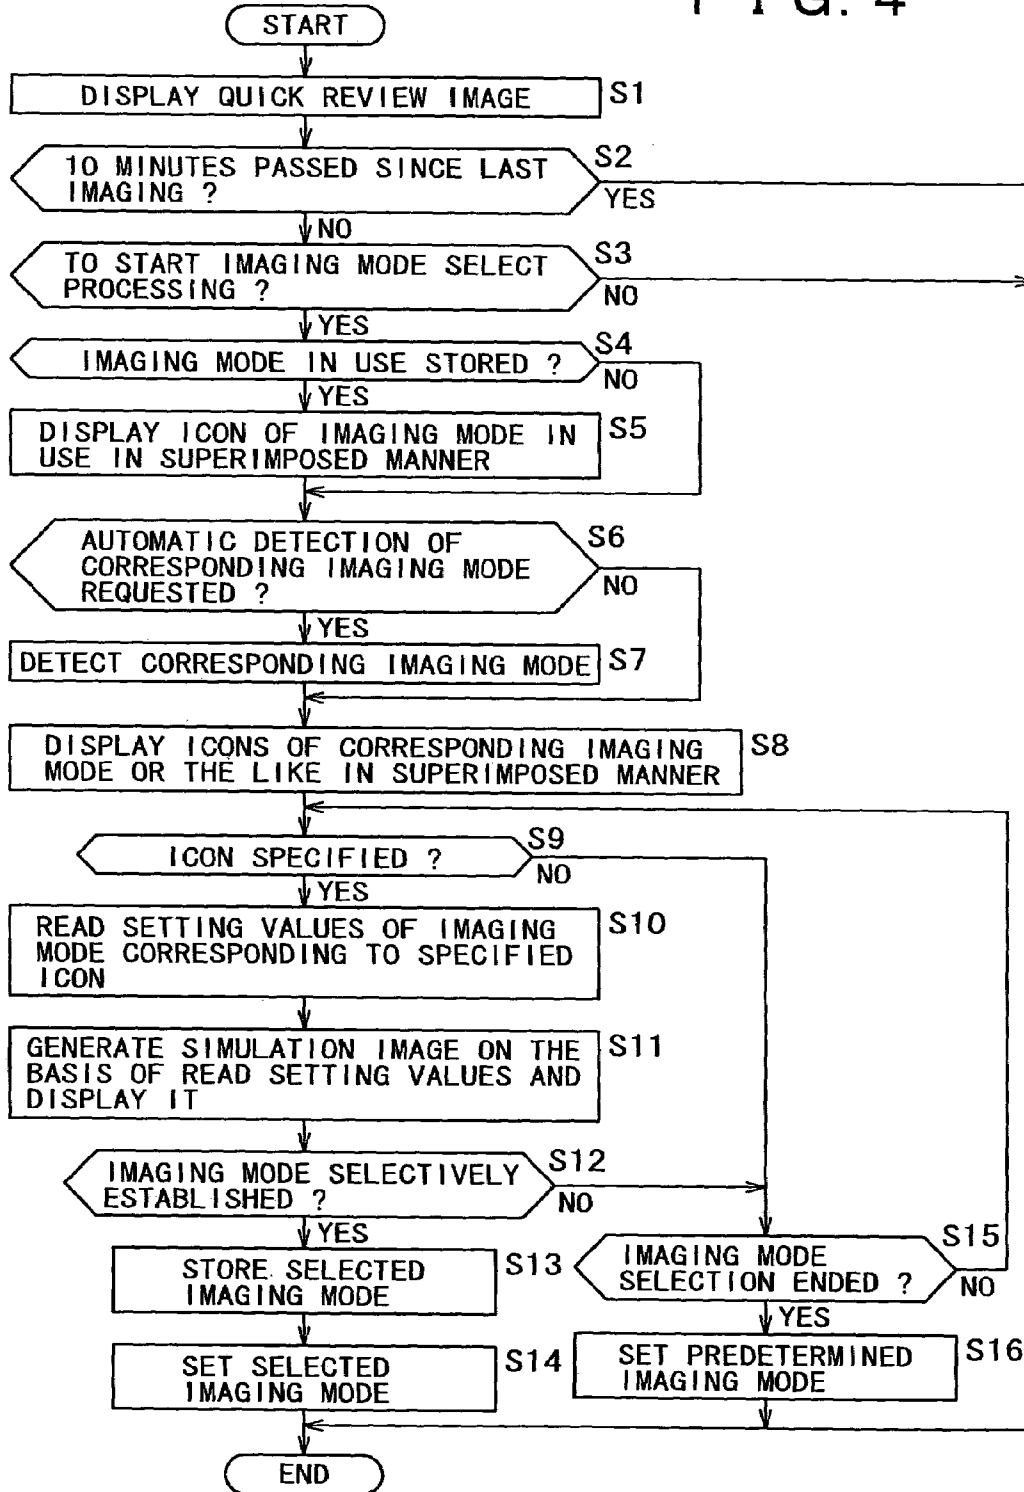 FIG. 4
START
DISPLAY QUICK REVIEW IMAGE
S1
10 MINUTES PASSED SINCE LAST
IMAGING ?
S2
YES
NO
TO START IMAGING MODE SELECT
PROCESSING ?
S3
NO
YES
IMAGING MODE IN USE STORED ?
S4
NO
YES
DISPLAY ICON OF IMAGING MODE IN
USE IN SUPERIMPOSED MANNER
S5
AUTOMATIC DETECTION OF
CORRESPONDING IMAGING MODE
REQUESTED ?
S6
NO
YES
DETECT CORRESPONDING IMAGING MODE
S7
DISPLAY ICONS OF CORRESPONDING IMAGING
MODE OR THE LIKE IN SUPERIMPOSED MANNER
S8
ICON SPECIFIED ?
S9
NO
YES
READ SETTING VALUES OF IMAGING
MODE CORRESPONDING TO SPECIFIED
ICON
S10
GENERATE SIMULATION IMAGE ON THE
BASIS OF READ SETTING VALUES AND
DISPLAY IT
S11
IMAGING MODE SELECTIVELY
ESTABLISHED ?
S12
NO
YES
STORE SELECTED
IMAGING MODE
S13
SET SELECTED
IMAGING MODE
S14
IMAGING MODE
SELECTION ENDED ?
S15
NO
YES
SET PREDETERMINED
IMAGING MODE
S16
END